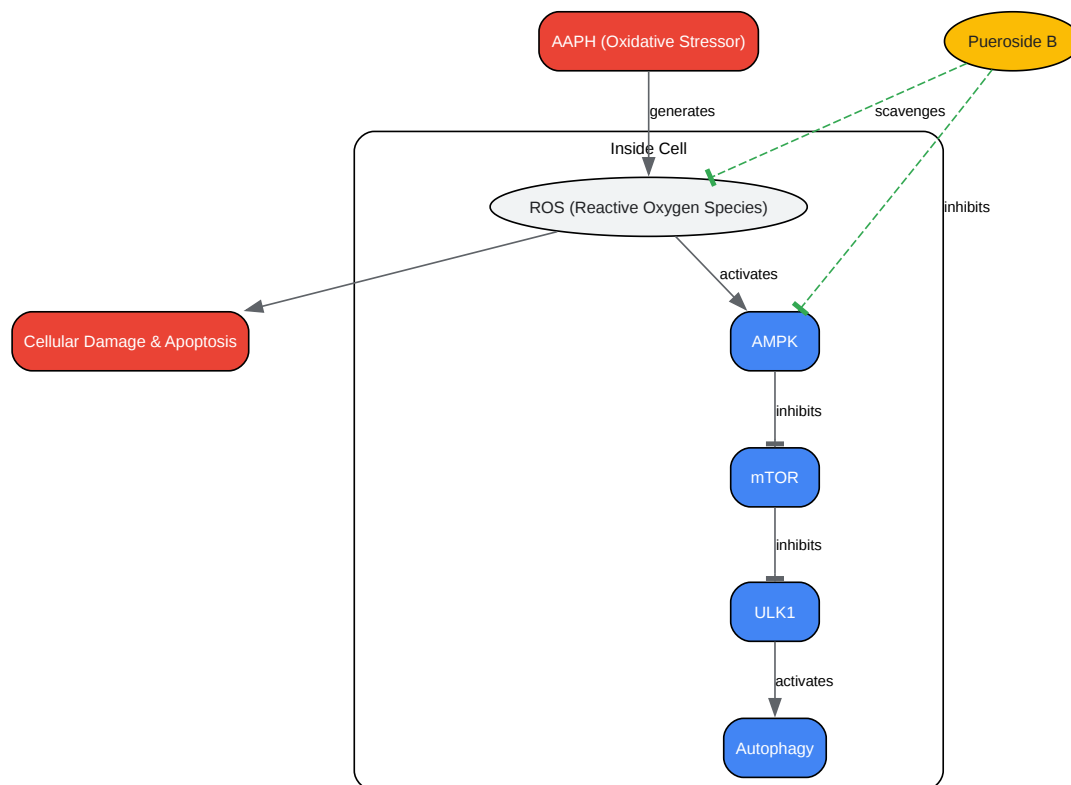 AAPH (Oxidative Stressor)
Pueroside B
generates
scavenges
Inside Cell
ROS (Reactive Oxygen Species)
inhibits
activates
Cellular Damage & Apoptosis
AMPK
inhibits
mTOR
inhibits
ULK1
activates
Autophagy